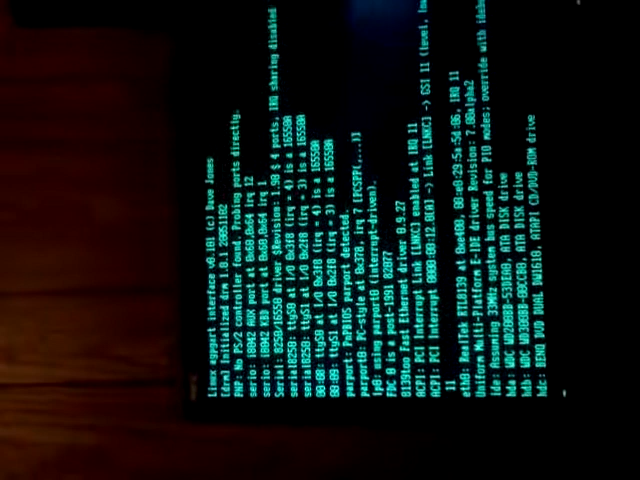 Linux agpgart interface v0.101 (c) Dave Jones
[drm] Initialized drm 1.0.1 20051102
PNP: No PS/2 controller found. Probing ports directly.
serio: i8042 AUX port at 0x60,0x64 irq 12
serio: i8042 KBD port at 0x60,0x64 irq 1
Serial: 8250/16550 driver $Revision: 1.90 $ 4 ports, IRQ sharing disabled
serial8250: ttyS0 at I/O 0x3f8 (irq = 4) is a 16550A
serial8250: ttyS1 at I/O 0x2f8 (irq = 3) is a 16550A
00:08: ttyS0 at I/O 0x3f8 (irq = 4) is a 16550A
00:09: ttyS1 at I/O 0x2f8 (irq = 3) is a 16550A
parport: PnPBIOS parport detected.
parport0: PC-style at 0x378, irq 7 [PCSPP(,...)]
lp0: using parport0 (interrupt-driven).
FDC 0 is a post-1991 82077
8139too Fast Ethernet driver 0.9.27
ACPI: PCI Interrupt Link [LNKC] enabled at IRQ 11
ACPI: PCI Interrupt 0000:00:12.0[A] -> Link [LNKC] -> GSI 11 (level, low
11
eth0: RealTek RTL8139 at 00:e0:29:5a:5d:06, IRQ 11
Uniform Multi-Platform E-IDE driver Revision: 7.00alpha2
ide: Assuming 33MHz system bus speed for PIO modes; override with idebus
hda: WDC ATA DISK drive
hdb: WDC ATA DISK drive
hdc: BENQ DVD DUAL ATAPI CD/DVD-ROM drive